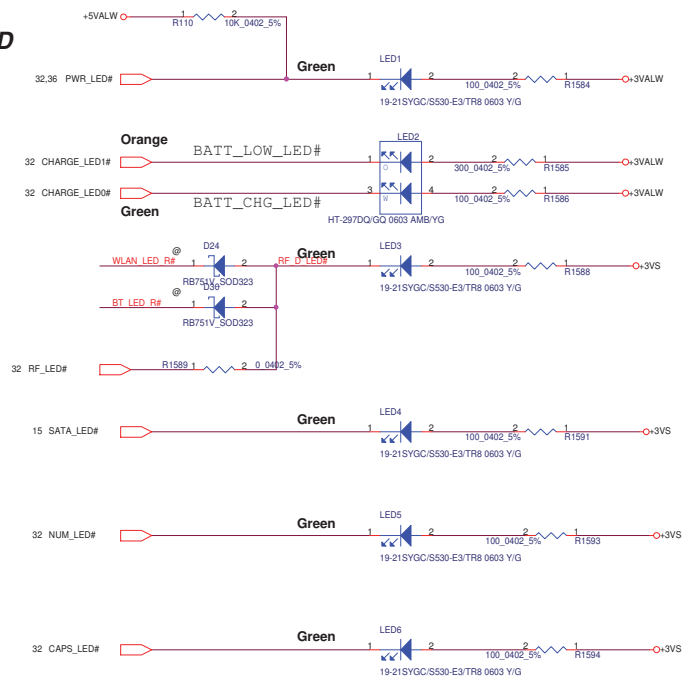 +5VALW
1 2
R110 10K_0402_5%
D
Green
LED1
32,36 PWR_LED#
1 2 2 1
+3VALW
100_0402_5% R1584
19-21SYGC/S530-E3/TR8 0603 Y/G
Orange
LED2
32 CHARGE_LED1#
BATT_LOW_LED#
1 2 2 1
+3VALW
O
300_0402_5% R1585
32 CHARGE_LED0#
3 4 2 1
+3VALW
W
100_0402_5% R1586
Green
BATT_CHG_LED#
HT-297DQ/GQ 0603 AMB/YG
@ D24
Green
LED3
WLAN_LED_R#
1 2
RF_D_LED#
1 2 2 1
+3VS
100_0402_5% R1588
RB751V_SOD323
19-21SYGC/S530-E3/TR8 0603 Y/G
@ D30
BT_LED_R#
1 2
RB751V_SOD323
32 RF_LED#
R1589 1 2 0_0402_5%
Green
LED4
15 SATA_LED#
1 2 2 1
+3VS
100_0402_5% R1591
19-21SYGC/S530-E3/TR8 0603 Y/G
Green
LED5
32 NUM_LED#
1 2 2 1
+3VS
100_0402_5% R1593
19-21SYGC/S530-E3/TR8 0603 Y/G
Green
LED6
32 CAPS_LED#
1 2 2 1
+3VS
100_0402_5% R1594
19-21SYGC/S530-E3/TR8 0603 Y/G